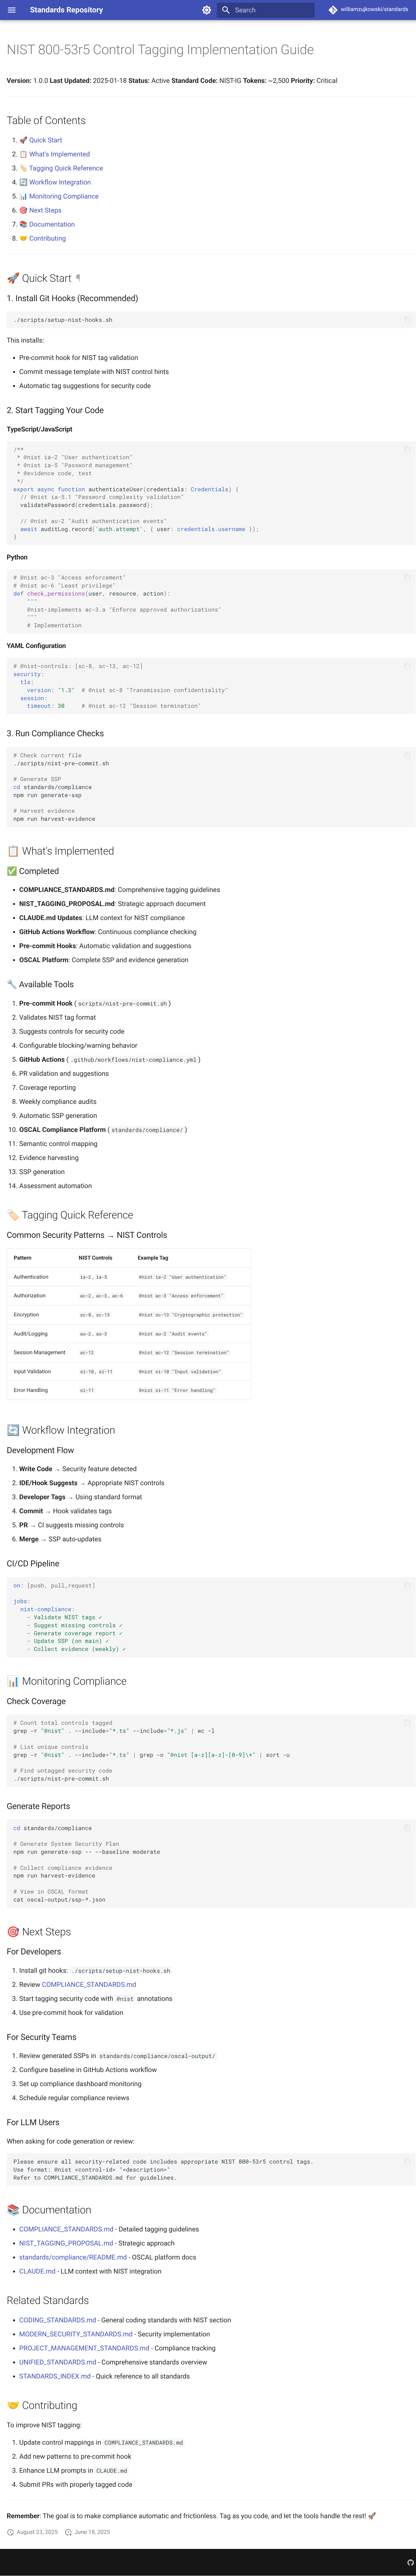 Standards Repository
Search
williamzujkowski/standards
NIST 800-53r5 Control Tagging Implementation Guide
Version: 1.0.0 Last Updated: 2025-01-18 Status: Active Standard Code: NIST-IG Tokens: ~2,500 Priority: Critical
Table of Contents
1. 🚀 Quick Start
2. 📋 What's Implemented
3. 🏷️ Tagging Quick Reference
4. 🔄 Workflow Integration
5. 📊 Monitoring Compliance
6. 🎯 Next Steps
7. 📚 Documentation
8. 🤝 Contributing
🚀 Quick Start ¶
1. Install Git Hooks (Recommended)
./scripts/setup-nist-hooks.sh
This installs:
• Pre-commit hook for NIST tag validation
• Commit message template with NIST control hints
• Automatic tag suggestions for security code
2. Start Tagging Your Code
TypeScript/JavaScript
/**
 * @nist ia-2 "User authentication"
 * @nist ia-5 "Password management"
 * @evidence code, test
 */
export async function authenticateUser(credentials: Credentials) {
  // @nist ia-5.1 "Password complexity validation"
  validatePassword(credentials.password);

  // @nist au-2 "Audit authentication events"
  await auditLog.record('auth.attempt', { user: credentials.username });
}
Python
# @nist ac-3 "Access enforcement"
# @nist ac-6 "Least privilege"
def check_permissions(user, resource, action):
    """
    @nist-implements ac-3.a "Enforce approved authorizations"
    """
    # Implementation
YAML Configuration
# @nist-controls: [sc-8, sc-13, ac-12]
security:
  tls:
    version: "1.3"  # @nist sc-8 "Transmission confidentiality"
  session:
    timeout: 30     # @nist ac-12 "Session termination"
3. Run Compliance Checks
# Check current file
./scripts/nist-pre-commit.sh

# Generate SSP
cd standards/compliance
npm run generate-ssp

# Harvest evidence
npm run harvest-evidence
📋 What's Implemented
✅ Completed
• COMPLIANCE_STANDARDS.md: Comprehensive tagging guidelines
• NIST_TAGGING_PROPOSAL.md: Strategic approach document
• CLAUDE.md Updates: LLM context for NIST compliance
• GitHub Actions Workflow: Continuous compliance checking
• Pre-commit Hooks: Automatic validation and suggestions
• OSCAL Platform: Complete SSP and evidence generation
🔧 Available Tools
1. Pre-commit Hook ( scripts/nist-pre-commit.sh )
2. Validates NIST tag format
3. Suggests controls for security code
4. Configurable blocking/warning behavior
5. GitHub Actions ( .github/workflows/nist-compliance.yml )
6. PR validation and suggestions
7. Coverage reporting
8. Weekly compliance audits
9. Automatic SSP generation
10. OSCAL Compliance Platform ( standards/compliance/ )
11. Semantic control mapping
12. Evidence harvesting
13. SSP generation
14. Assessment automation
🏷️ Tagging Quick Reference
Common Security Patterns → NIST Controls
Pattern NIST Controls Example Tag
Authentication ia-2, ia-5 @nist ia-2 "User authentication"
Authorization ac-2, ac-3, ac-6 @nist ac-3 "Access enforcement"
Encryption sc-8, sc-13 @nist sc-13 "Cryptographic protection"
Audit/Logging au-2, au-3 @nist au-2 "Audit events"
Session Management ac-12 @nist ac-12 "Session termination"
Input Validation si-10, si-11 @nist si-10 "Input validation"
Error Handling si-11 @nist si-11 "Error handling"
🔄 Workflow Integration
Development Flow
1. Write Code → Security feature detected
2. IDE/Hook Suggests → Appropriate NIST controls
3. Developer Tags → Using standard format
4. Commit → Hook validates tags
5. PR → CI suggests missing controls
6. Merge → SSP auto-updates
CI/CD Pipeline
on: [push, pull_request]

jobs:
  nist-compliance:
    - Validate NIST tags ✓
    - Suggest missing controls ✓
    - Generate coverage report ✓
    - Update SSP (on main) ✓
    - Collect evidence (weekly) ✓
📊 Monitoring Compliance
Check Coverage
# Count total controls tagged
grep -r "@nist" . --include="*.ts" --include="*.js" | wc -l

# List unique controls
grep -r "@nist" . --include="*.ts" | grep -o "@nist [a-z][a-z]-[0-9]\+" | sort -u

# Find untagged security code
./scripts/nist-pre-commit.sh
Generate Reports
cd standards/compliance

# Generate System Security Plan
npm run generate-ssp -- --baseline moderate

# Collect compliance evidence
npm run harvest-evidence

# View in OSCAL format
cat oscal-output/ssp-*.json
🎯 Next Steps
For Developers
1. Install git hooks: ./scripts/setup-nist-hooks.sh
2. Review COMPLIANCE_STANDARDS.md
3. Start tagging security code with @nist annotations
4. Use pre-commit hook for validation
For Security Teams
1. Review generated SSPs in standards/compliance/oscal-output/
2. Configure baseline in GitHub Actions workflow
3. Set up compliance dashboard monitoring
4. Schedule regular compliance reviews
For LLM Users
When asking for code generation or review:
Please ensure all security-related code includes appropriate NIST 800-53r5 control tags.
Use format: @nist <control-id> "<description>"
Refer to COMPLIANCE_STANDARDS.md for guidelines.
📚 Documentation
• COMPLIANCE_STANDARDS.md - Detailed tagging guidelines
• NIST_TAGGING_PROPOSAL.md - Strategic approach
• standards/compliance/README.md - OSCAL platform docs
• CLAUDE.md - LLM context with NIST integration
Related Standards
• CODING_STANDARDS.md - General coding standards with NIST section
• MODERN_SECURITY_STANDARDS.md - Security implementation
• PROJECT_MANAGEMENT_STANDARDS.md - Compliance tracking
• UNIFIED_STANDARDS.md - Comprehensive standards overview
• STANDARDS_INDEX.md - Quick reference to all standards
🤝 Contributing
To improve NIST tagging:
1. Update control mappings in COMPLIANCE_STANDARDS.md
2. Add new patterns to pre-commit hook
3. Enhance LLM prompts in CLAUDE.md
4. Submit PRs with properly tagged code
Remember: The goal is to make compliance automatic and frictionless. Tag as you code, and let the tools handle the rest! 🚀
August 23, 2025 June 18, 2025